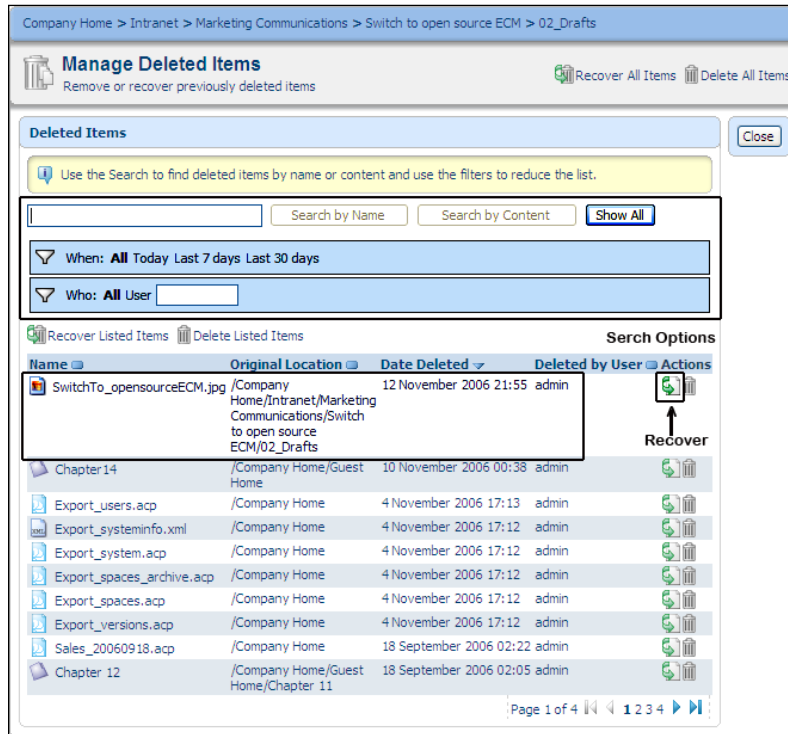 Company Home > Intranet > Marketing Communications > Switch to open source ECM > 02_Drafts
Manage Deleted Items
Remove or recover previously deleted items
Recover All Items Delete All Items
Deleted Items
Close
Use the Search to find deleted items by name or content and use the filters to reduce the list.
Search by Name Search by Content Show All
When: All Today Last 7 days Last 30 days
Who: All User
Recover Listed Items Delete Listed Items
Serch Options
Name Original Location Date Deleted Deleted by User Actions
SwitchTo_opensourceECM.jpg /Company 12 November 2006 21:55 admin
Home/Intranet/Marketing
Communications/Switch
to open source
ECM/02_Drafts
Recover
Chapter14 /Company Home/Guest 10 November 2006 00:38 admin
Home
Export_users.acp /Company Home 4 November 2006 17:13 admin
XML Export_systeminfo.xml /Company Home 4 November 2006 17:12 admin
Export_system.acp /Company Home 4 November 2006 17:12 admin
Export_spaces_archive.acp /Company Home 4 November 2006 17:12 admin
Export_spaces.acp /Company Home 4 November 2006 17:12 admin
Export_versions.acp /Company Home 4 November 2006 17:12 admin
Sales_20060918.acp /Company Home 18 September 2006 02:22 admin
Chapter 12 /Company Home/Guest 18 September 2006 02:05 admin
Home/Chapter 11
Page 1 of 4 1 2 3 4